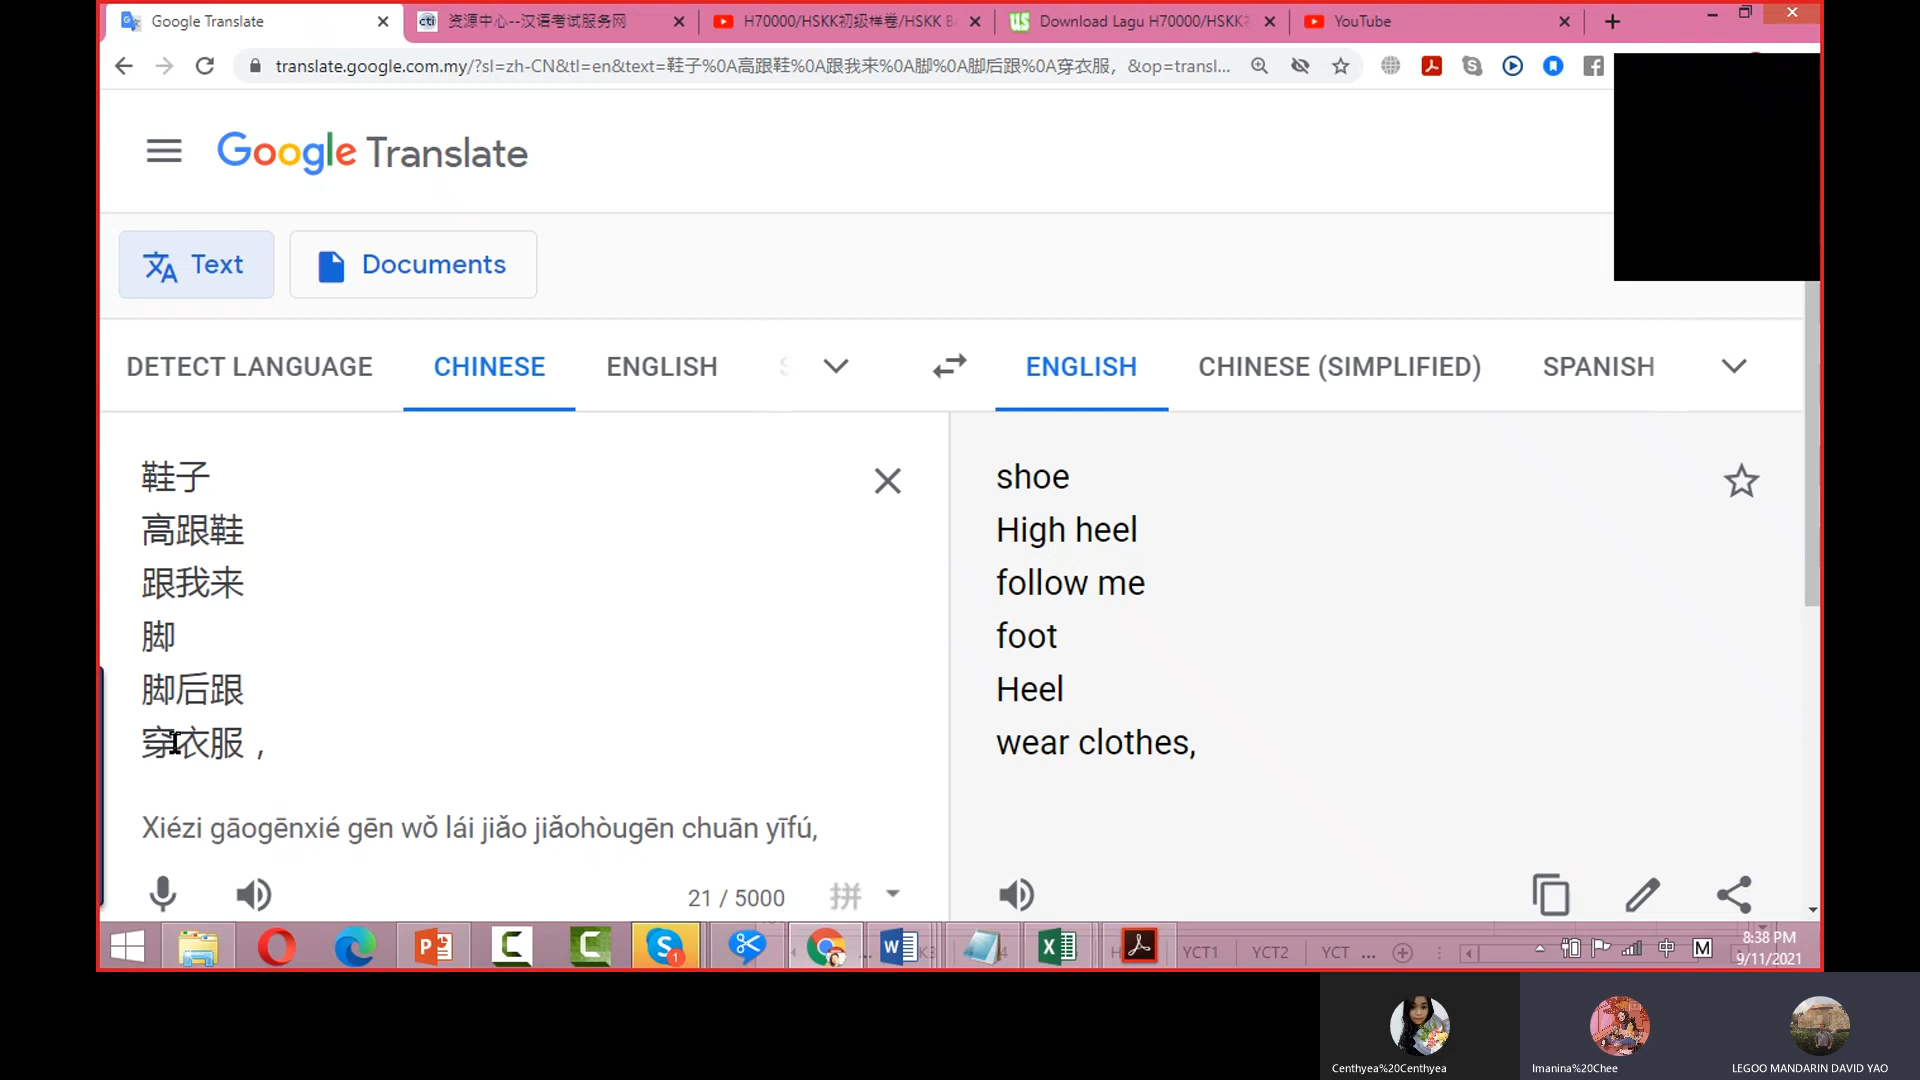 Google Translate
资源中心--汉语考试服务网
H70000/HSKK初级样卷/HSKK B
Download Lagu H70000/HSKK
YouTube
translate.google.com.my/?sl=zh-CN&tl=en&text=鞋子%0A高跟鞋%0A跟我来%0A脚%0A脚后跟%0A穿衣服，&op=transl...
Google Translate
Text
Documents
DETECT LANGUAGE
CHINESE
ENGLISH
ENGLISH
CHINESE (SIMPLIFIED)
SPANISH
鞋子
高跟鞋
跟我来
脚
脚后跟
穿衣服，
Xiézi gāogēnxié gēn wǒ lái jiǎo jiǎohòugēn chuān yīfú,
21 / 5000
拼
shoe
High heel
follow me
foot
Heel
wear clothes,
YCT1
YCT2
YCT ...
中
M
8:38 PM
9/11/2021
Centhyea%20Centhyea
Imanina%20Chee
LEGOO MANDARIN DAVID YAO